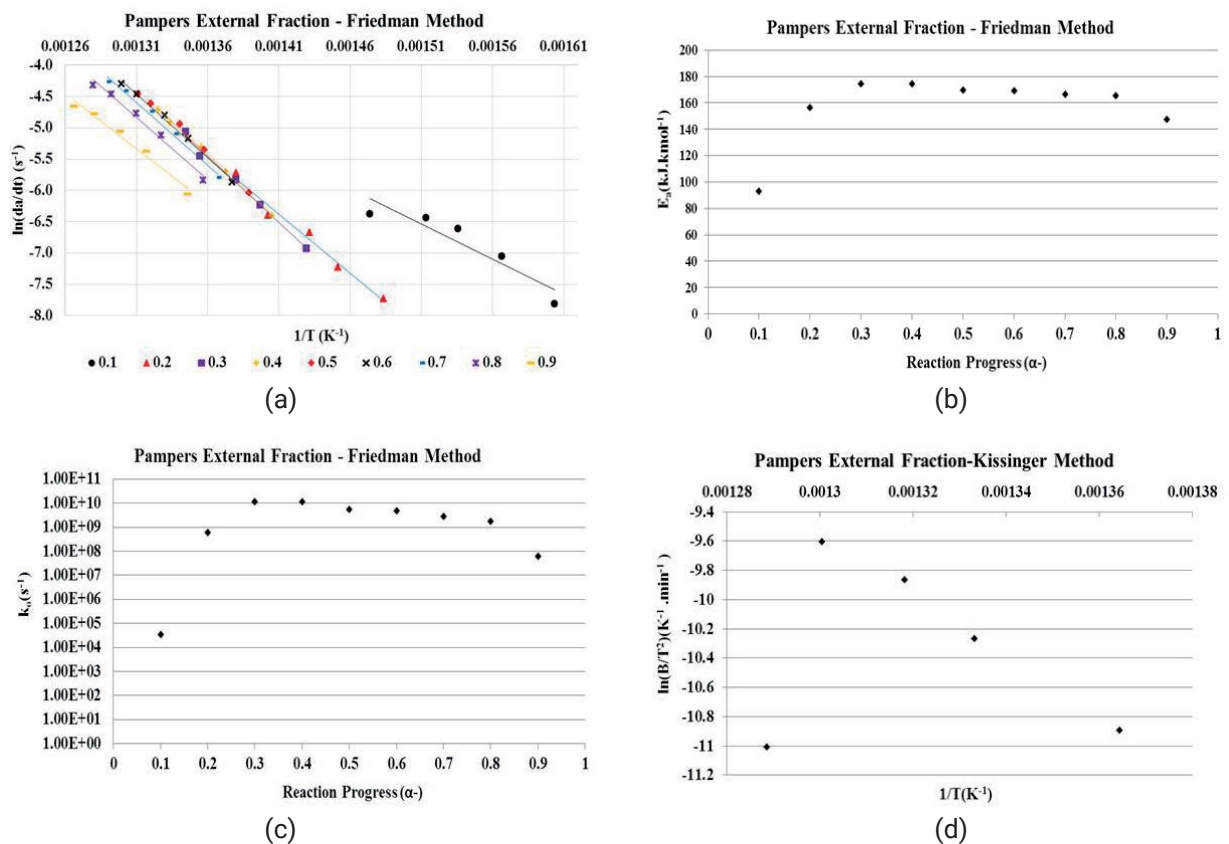 Pampers External Fraction - Friedman Method
0.00126 0.00131 0.00136 0.00141 0.00146 0.00151 0.00156 0.00161
-4.0
-4.5
-5.0
-5.5
-6.0
-6.5
-7.0
-7.5
-8.0
ln(da/dt) (s⁻¹)
1/T (K⁻¹)
0.1 0.2 0.3 0.4 0.5 0.6 0.7 0.8 0.9
(a)
Pampers External Fraction - Friedman Method
200
180
160
140
120
100
80
60
40
20
0
Eₐ(kJ.kmol⁻¹)
0 0.1 0.2 0.3 0.4 0.5 0.6 0.7 0.8 0.9 1
Reaction Progress (α-)
(b)
Pampers External Fraction - Friedman Method
1.00E+11
1.00E+10
1.00E+09
1.00E+08
1.00E+07
1.00E+06
1.00E+05
1.00E+04
1.00E+03
1.00E+02
1.00E+01
1.00E+00
kₒ(s⁻¹)
0 0.1 0.2 0.3 0.4 0.5 0.6 0.7 0.8 0.9 1
Reaction Progress (α-)
(c)
Pampers External Fraction-Kissinger Method
0.00128 0.0013 0.00132 0.00134 0.00136 0.00138
-9.4
-9.6
-9.8
-10
-10.2
-10.4
-10.6
-10.8
-11
-11.2
ln(B/T²)(K⁻¹.min⁻¹)
1/T(K⁻¹)
(d)